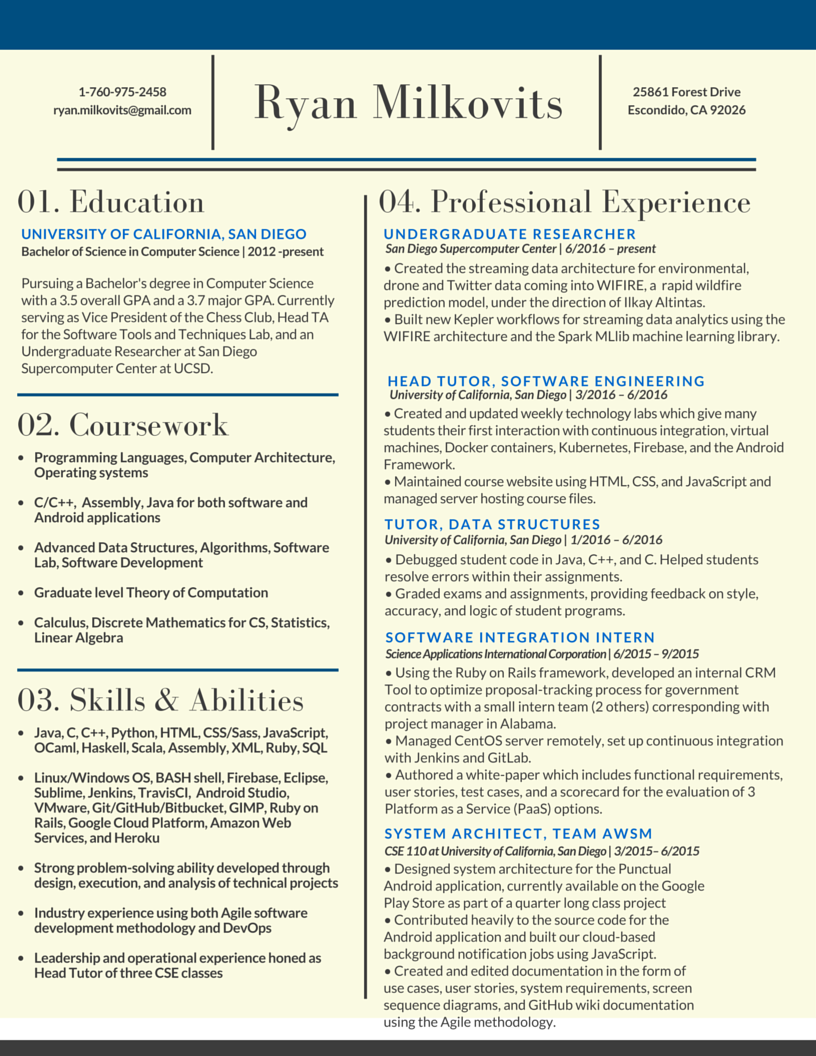 1-760-975-2458
ryan.milkovits@gmail.com
Ryan Milkovits
25861 Forest Drive
Escondido, CA 92026
01. Education
UNIVERSITY OF CALIFORNIA, SAN DIEGO
Bachelor of Science in Computer Science | 2012 -present
Pursuing a Bachelor's degree in Computer Science
with a 3.5 overall GPA and a 3.7 major GPA. Currently
serving as Vice President of the Chess Club, Head TA
for the Software Tools and Techniques Lab, and an
Undergraduate Researcher at San Diego
Supercomputer Center at UCSD.
02. Coursework
• Programming Languages, Computer Architecture,
Operating systems
• C/C++, Assembly, Java for both software and
Android applications
• Advanced Data Structures, Algorithms, Software
Lab, Software Development
• Graduate level Theory of Computation
• Calculus, Discrete Mathematics for CS, Statistics,
Linear Algebra
03. Skills & Abilities
• Java, C, C++, Python, HTML, CSS/Sass, JavaScript,
OCaml, Haskell, Scala, Assembly, XML, Ruby, SQL
• Linux/Windows OS, BASH shell, Firebase, Eclipse,
Sublime, Jenkins, TravisCI, Android Studio,
VMware, Git/GitHub/Bitbucket, GIMP, Ruby on
Rails, Google Cloud Platform, Amazon Web
Services, and Heroku
• Strong problem-solving ability developed through
design, execution, and analysis of technical projects
• Industry experience using both Agile software
development methodology and DevOps
• Leadership and operational experience honed as
Head Tutor of three CSE classes
04. Professional Experience
UNDERGRADUATE RESEARCHER
San Diego Supercomputer Center | 6/2016 – present
• Created the streaming data architecture for environmental,
drone and Twitter data coming into WIFIRE, a rapid wildfire
prediction model, under the direction of Ilkay Altintas.
• Built new Kepler workflows for streaming data analytics using the
WIFIRE architecture and the Spark MLlib machine learning library.
HEAD TUTOR, SOFTWARE ENGINEERING
University of California, San Diego | 3/2016 – 6/2016
• Created and updated weekly technology labs which give many
students their first interaction with continuous integration, virtual
machines, Docker containers, Kubernetes, Firebase, and the Android
Framework.
• Maintained course website using HTML, CSS, and JavaScript and
managed server hosting course files.
TUTOR, DATA STRUCTURES
University of California, San Diego | 1/2016 – 6/2016
• Debugged student code in Java, C++, and C. Helped students
resolve errors within their assignments.
• Graded exams and assignments, providing feedback on style,
accuracy, and logic of student programs.
SOFTWARE INTEGRATION INTERN
Science Applications International Corporation | 6/2015 – 9/2015
• Using the Ruby on Rails framework, developed an internal CRM
Tool to optimize proposal-tracking process for government
contracts with a small intern team (2 others) corresponding with
project manager in Alabama.
• Managed CentOS server remotely, set up continuous integration
with Jenkins and GitLab.
• Authored a white-paper which includes functional requirements,
user stories, test cases, and a scorecard for the evaluation of 3
Platform as a Service (PaaS) options.
SYSTEM ARCHITECT, TEAM AWSM
CSE 110 at University of California, San Diego | 3/2015– 6/2015
• Designed system architecture for the Punctual
Android application, currently available on the Google
Play Store as part of a quarter long class project
• Contributed heavily to the source code for the
Android application and built our cloud-based
background notification jobs using JavaScript.
• Created and edited documentation in the form of
use cases, user stories, system requirements, screen
sequence diagrams, and GitHub wiki documentation
using the Agile methodology.